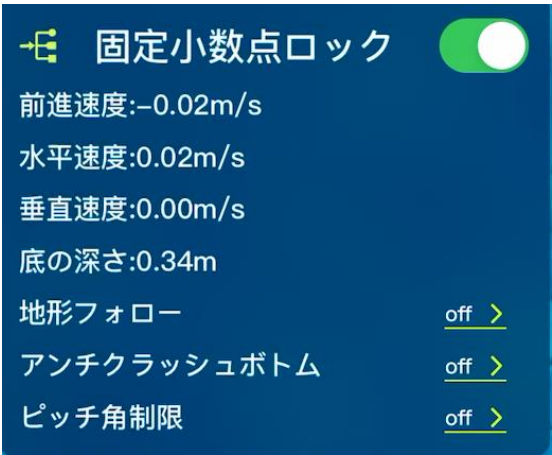 固定小数点ロック
前進速度:−0.02m/s
水平速度:0.02m/s
垂直速度:0.00m/s
底の深さ:0.34m
地形フォロー off
アンチクラッシュボトム off
ピッチ角制限 off